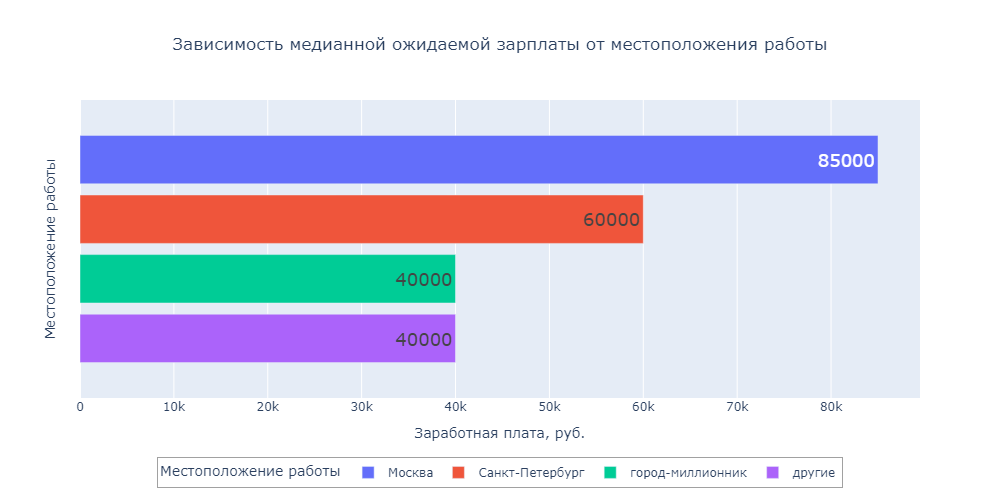 Зависимость медианной ожидаемой зарплаты от местоположения работы
Местоположение работы
85000
60000
40000
40000
0 10k 20k 30k 40k 50k 60k 70k 80k
Заработная плата, руб.
Местоположение работы Москва Санкт-Петербург город-миллионник другие